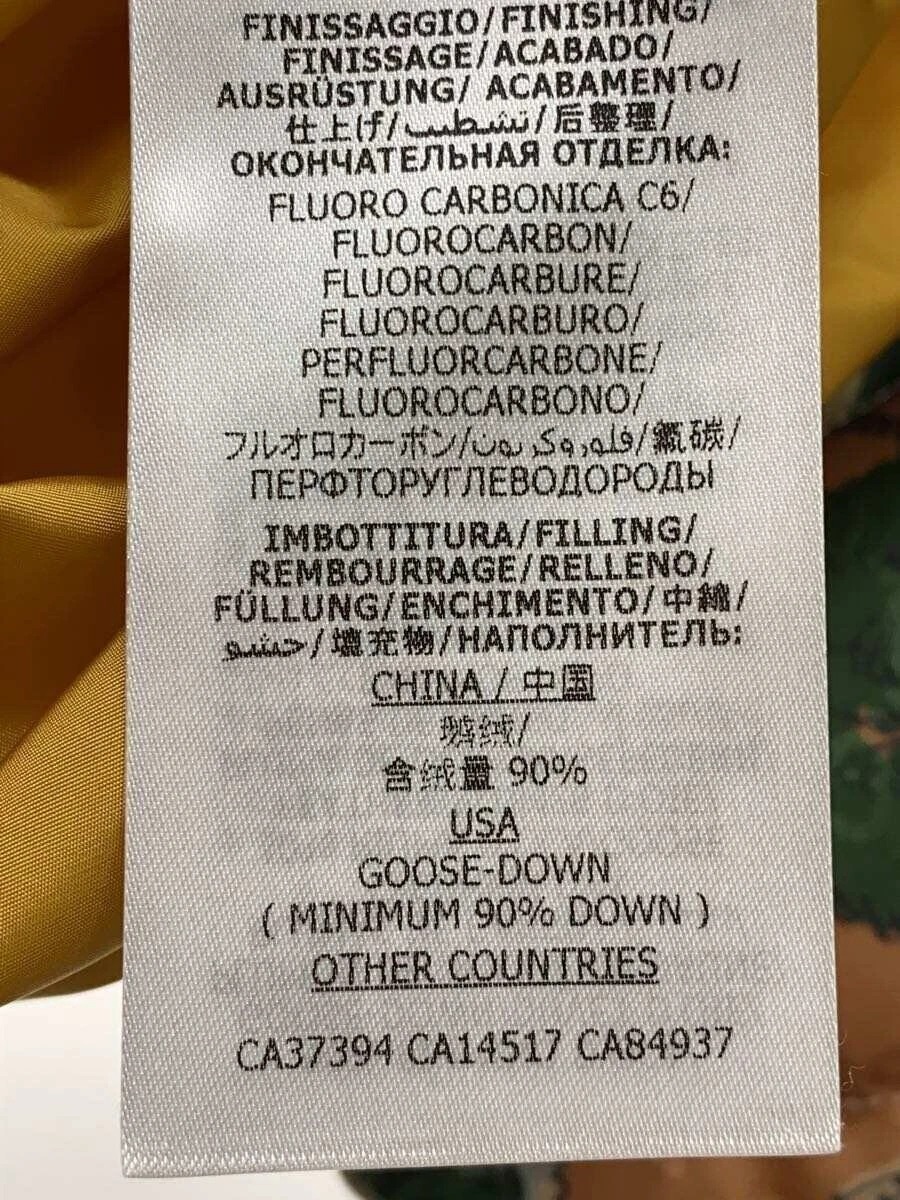 FINISSAGGIO/FINISHING/
FINISSAGE/ACABADO/
AUSRÜSTUNG/ ACABAMENTO/
仕上げ/تشطيب/后整理/
ОКОНЧАТЕЛЬНАЯ ОТДЕЛКА:
FLUORO CARBONICA C6/
FLUOROCARBON/
FLUOROCARBURE/
FLUOROCARBURO/
PERFLUORCARBONE/
FLUOROCARBONO/
フルオロカーボン/فلوروكربون/氟碳/
ПЕРФТОРУГЛЕВОДОРОДЫ
IMBOTTITURA/FILLING/
REMBOURRAGE/RELLENO/
FÜLLUNG/ENCHIMENTO/中綿/
حشو/填充物/НАПОЛНИТЕЛЬ:
CHINA / 中国
鹅绒/
含绒量 90%
USA
GOOSE-DOWN
( MINIMUM 90% DOWN )
OTHER COUNTRIES
CA37394 CA14517 CA84937